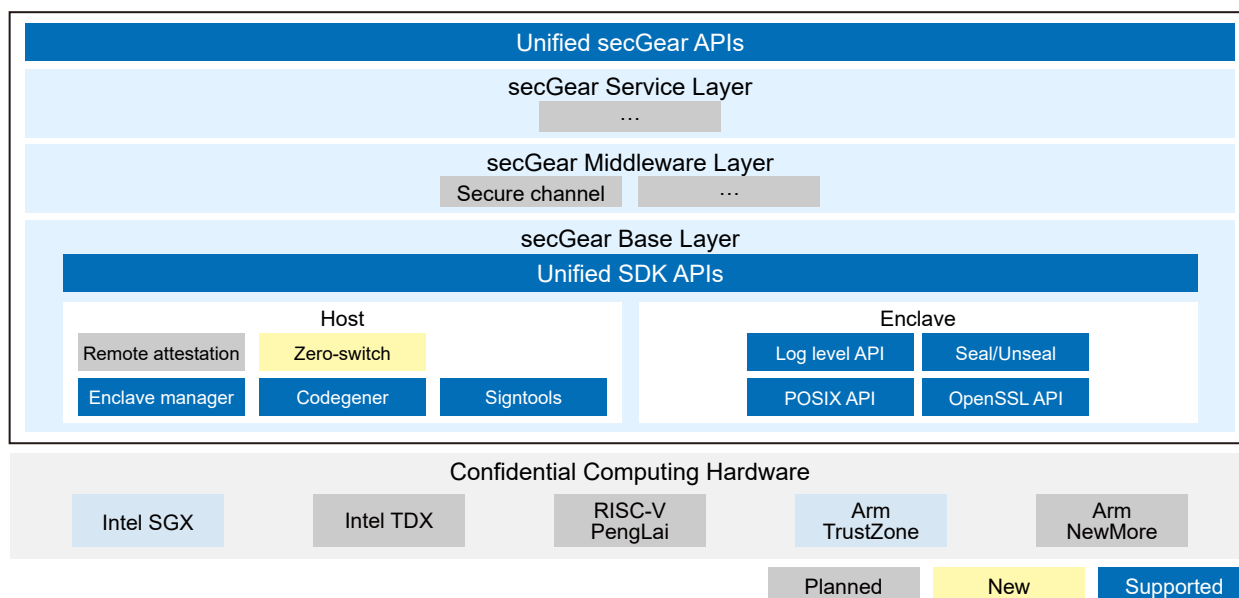 Unified secGear APIs
secGear Service Layer
…
secGear Middleware Layer
Secure channel
…
secGear Base Layer
Unified SDK APIs
Host
Enclave
Remote attestation
Zero-switch
Log level API
Seal/Unseal
Enclave manager
Codegener
Signtools
POSIX API
OpenSSL API
Confidential Computing Hardware
Intel SGX
Intel TDX
RISC-V
PengLai
Arm
TrustZone
Arm
NewMore
Planned
New
Supported